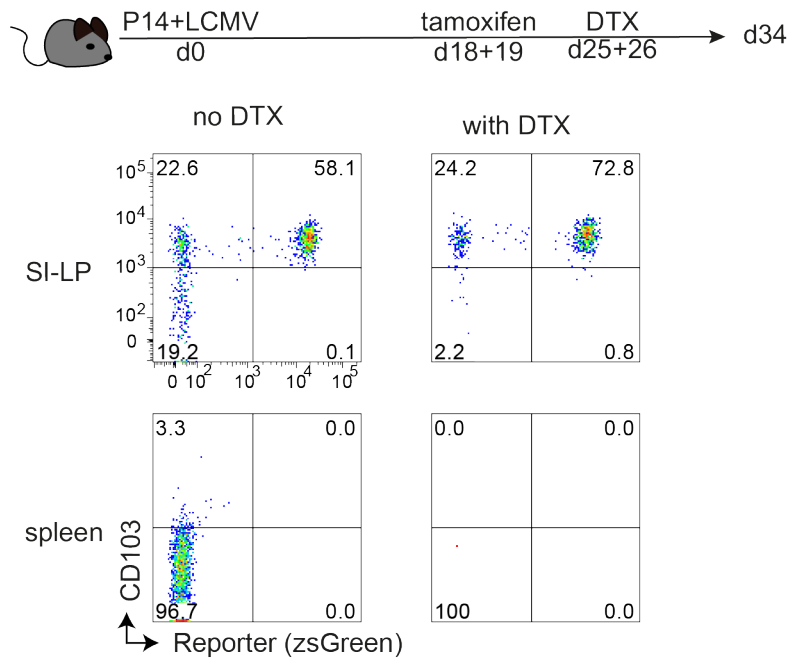 P14+LCMV tamoxifen DTX
d0 d18+19 d25+26 d34
no DTX with DTX
22.6 58.1 24.2 72.8
10^5
10^4
SI-LP 10^3
10^2
0
19.2 0.1 2.2 0.8
0 10^2 10^3 10^4 10^5
3.3 0.0 0.0 0.0
spleen
CD103
96.7 0.0 100 0.0
Reporter (zsGreen)